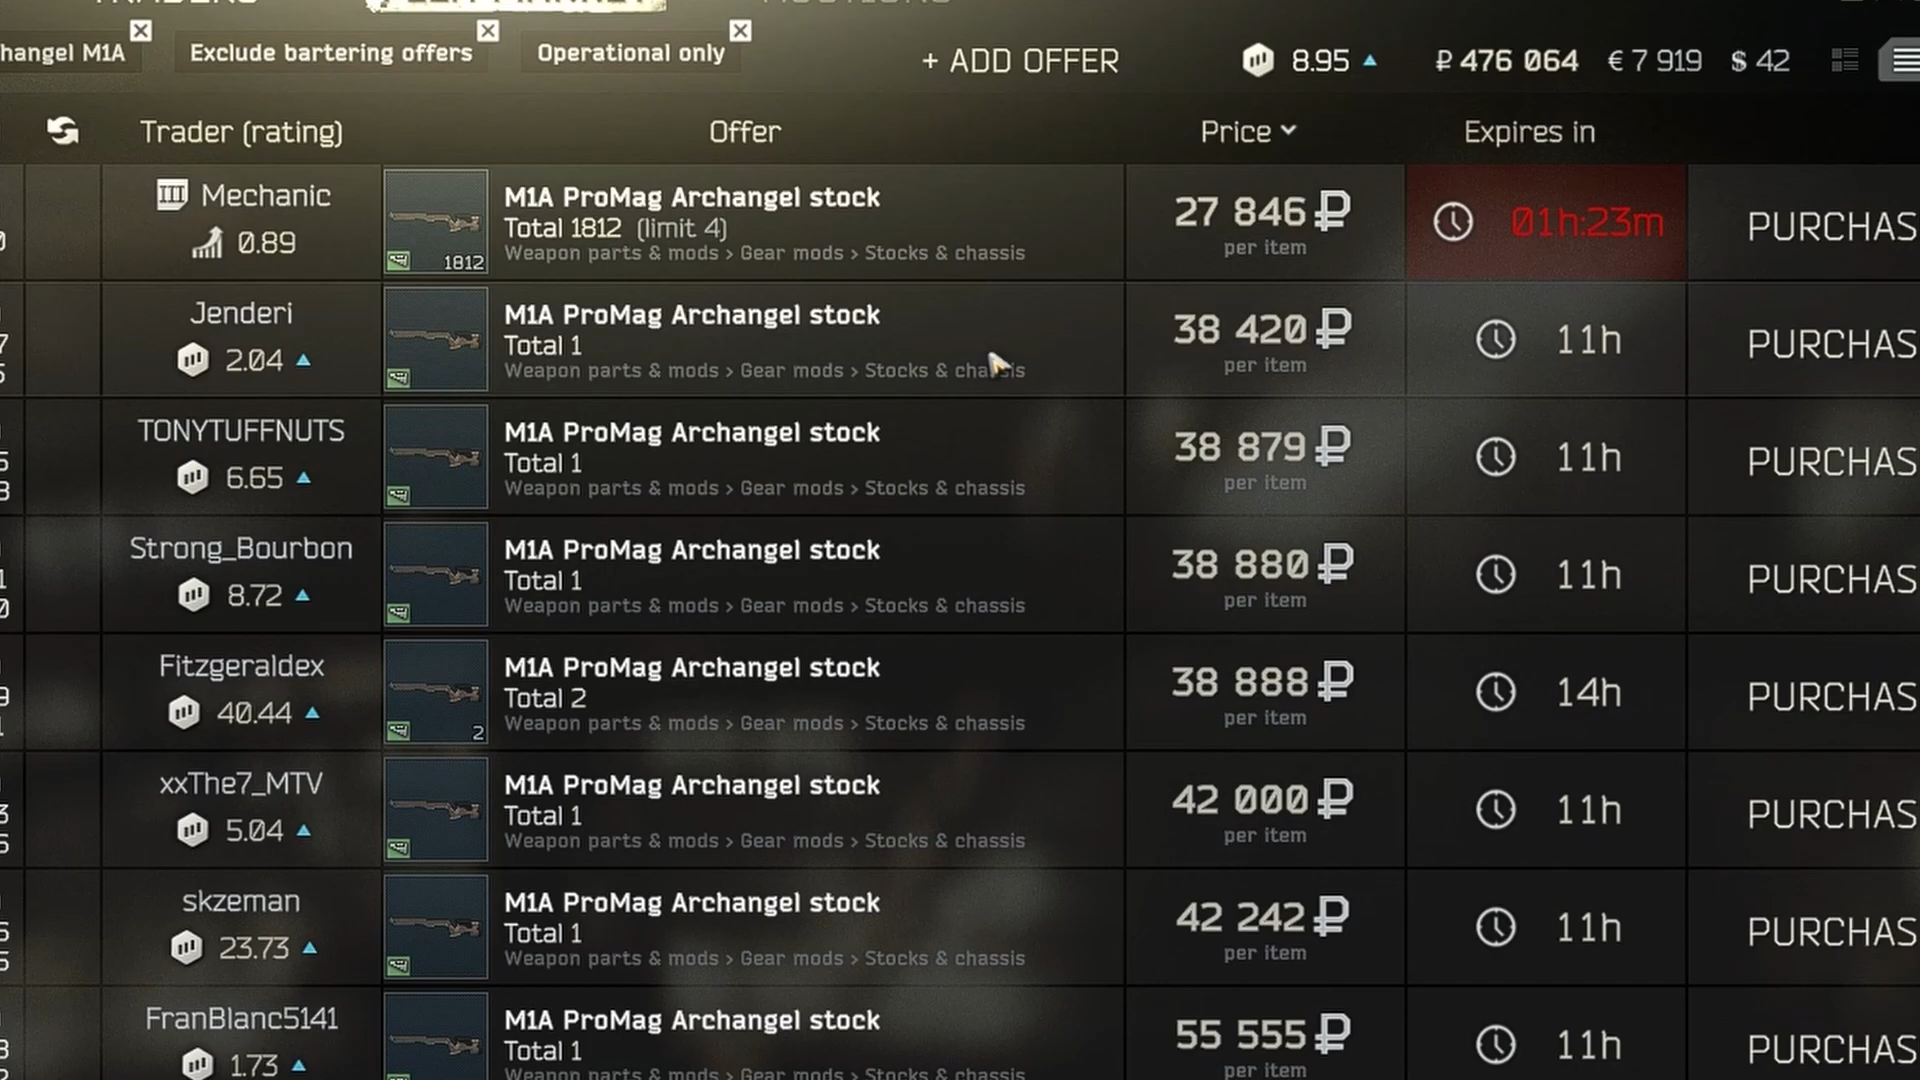 hangel M1A
Exclude bartering offers
Operational only
+ ADD OFFER
8.95
₽ 476 064
€ 7 919
$ 42
Trader (rating)
Offer
Price
Expires in
Mechanic
0.89
1812
M1A ProMag Archangel stock
Total 1812 (limit 4)
Weapon parts & mods > Gear mods > Stocks & chassis
27 846 ₽
per item
01h:23m
PURCHAS
Jenderi
2.04
M1A ProMag Archangel stock
Total 1
Weapon parts & mods > Gear mods > Stocks & chassis
38 420 ₽
per item
11h
PURCHAS
TONYTUFFNUTS
6.65
M1A ProMag Archangel stock
Total 1
Weapon parts & mods > Gear mods > Stocks & chassis
38 879 ₽
per item
11h
PURCHAS
Strong_Bourbon
8.72
M1A ProMag Archangel stock
Total 1
Weapon parts & mods > Gear mods > Stocks & chassis
38 880 ₽
per item
11h
PURCHAS
Fitzgeraldex
40.44
2
M1A ProMag Archangel stock
Total 2
Weapon parts & mods > Gear mods > Stocks & chassis
38 888 ₽
per item
14h
PURCHAS
xxThe7_MTV
5.04
M1A ProMag Archangel stock
Total 1
Weapon parts & mods > Gear mods > Stocks & chassis
42 000 ₽
per item
11h
PURCHAS
skzeman
23.73
M1A ProMag Archangel stock
Total 1
Weapon parts & mods > Gear mods > Stocks & chassis
42 242 ₽
per item
11h
PURCHAS
FranBlanc5141
1.73
M1A ProMag Archangel stock
Total 1
Weapon parts & mods > Gear mods > Stocks & chassis
55 555 ₽
per item
11h
PURCHAS